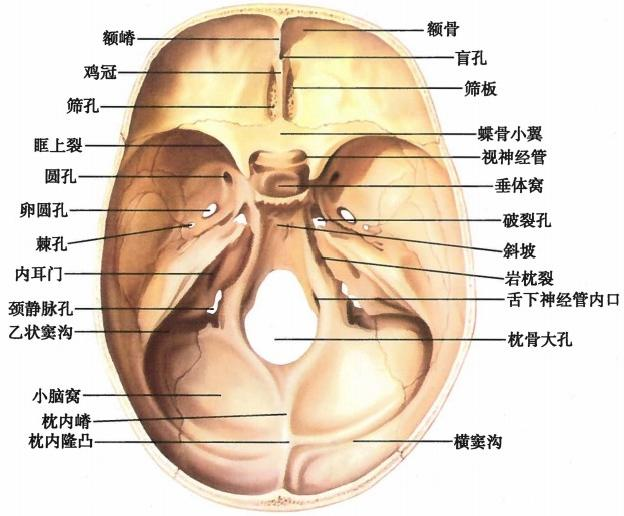 额嵴
鸡冠
筛孔
眶上裂
圆孔
卵圆孔
棘孔
内耳门
颈静脉孔
乙状窦沟
小脑窝
枕内嵴
枕内隆凸
额骨
盲孔
筛板
蝶骨小翼
视神经管
垂体窝
破裂孔
斜坡
岩枕裂
舌下神经管内口
枕骨大孔
横窦沟